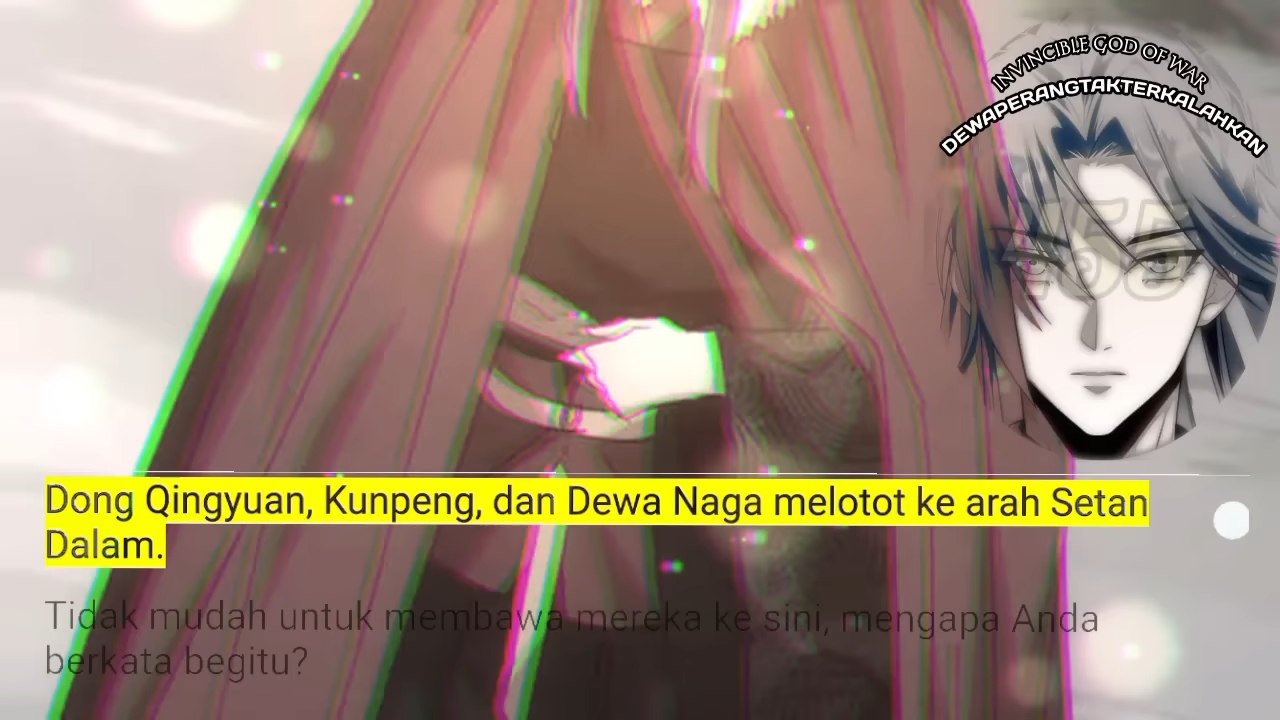 INVINCIBLE GOD OF WAR
DEWAPERANGTAKTERKALAHKAN
Dong Qingyuan, Kunpeng, dan Dewa Naga melotot ke arah Setan
Dalam.
Tidak mudah untuk membawa mereka ke sini, mengapa Anda
berkata begitu?